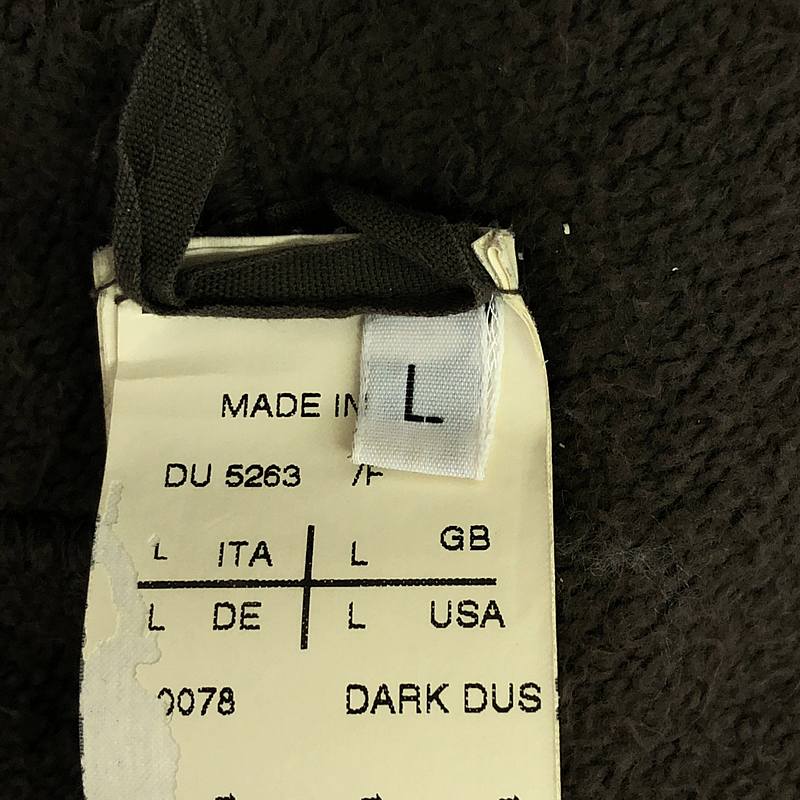 L
MADE IN
DU 5263 /F
L ITA L GB
L DE L USA
0078 DARK DUS